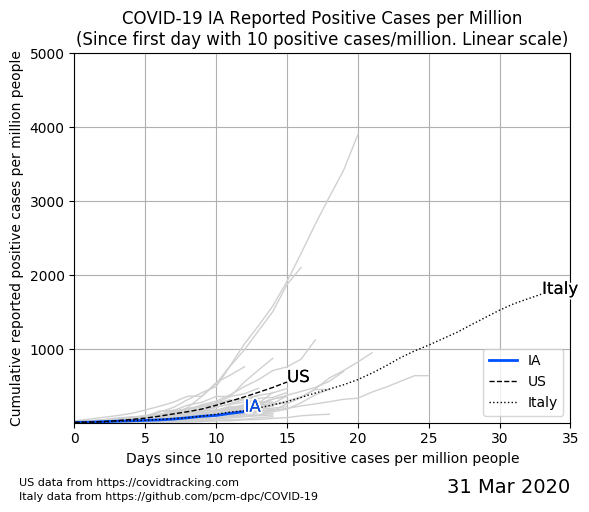 COVID-19 IA Reported Positive Cases per Million
(Since first day with 10 positive cases/million. Linear scale)
Cumulative reported positive cases per million people
5000
4000
3000
2000
1000
Italy
US
IA
IA
US
Italy
0 5 10 15 20 25 30 35
Days since 10 reported positive cases per million people
US data from https://covidtracking.com
Italy data from https://github.com/pcm-dpc/COVID-19
31 Mar 2020